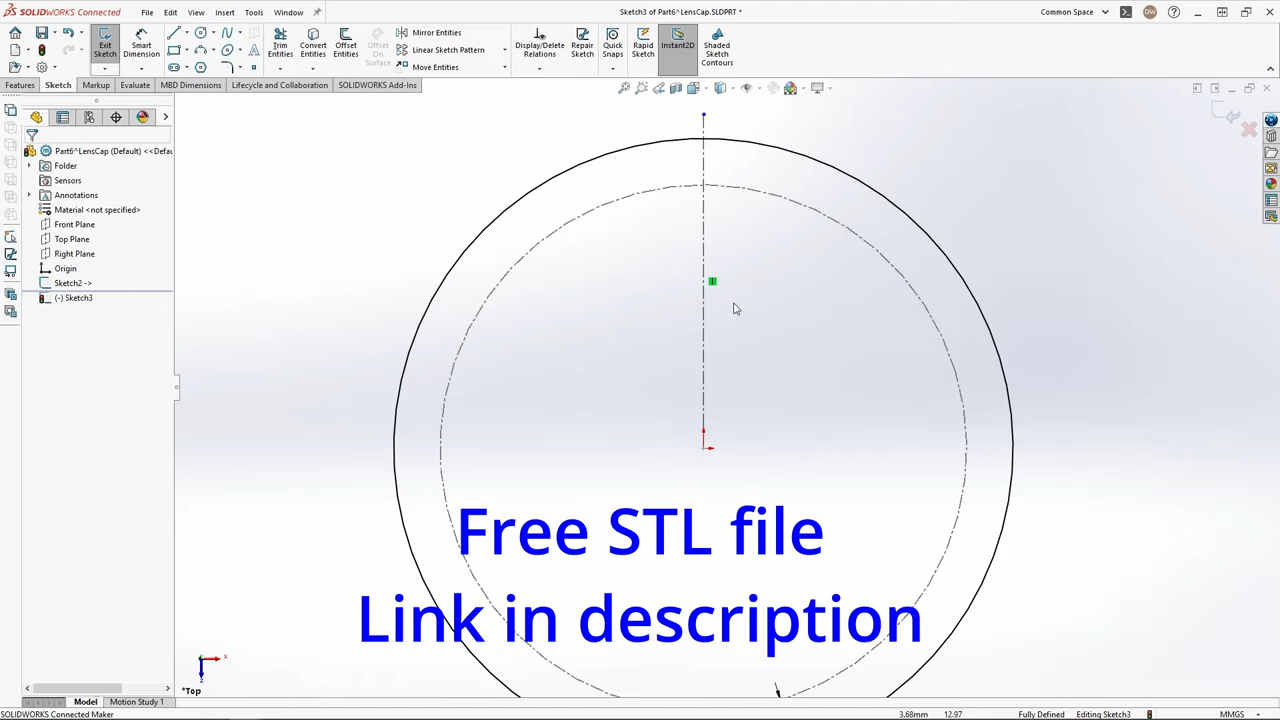 SOLIDWORKS Connected
File
Edit
View
Insert
Tools
Window
Sketch3 of Part6^LensCap.SLDPRT *
Common Space
Exit Sketch
Smart Dimension
Trim Entities
Convert Entities
Offset Entities
Offset On Surface
Mirror Entities
Linear Sketch Pattern
Move Entities
Display/Delete Relations
Repair Sketch
Quick Snaps
Rapid Sketch
Instant2D
Shaded Sketch Contours
Features
Sketch
Markup
Evaluate
MBD Dimensions
Lifecycle and Collaboration
SOLIDWORKS Add-Ins
Part6^LensCap (Default) <<Defau
Folder
Sensors
Annotations
Material <not specified>
Front Plane
Top Plane
Right Plane
Origin
Sketch2 ->
(-) Sketch3
Free STL file
Link in description
x
z
*Top
Model
Motion Study 1
SOLIDWORKS Connected Maker
3.68mm
12.97
Fully Defined
Editing Sketch3
MMGS